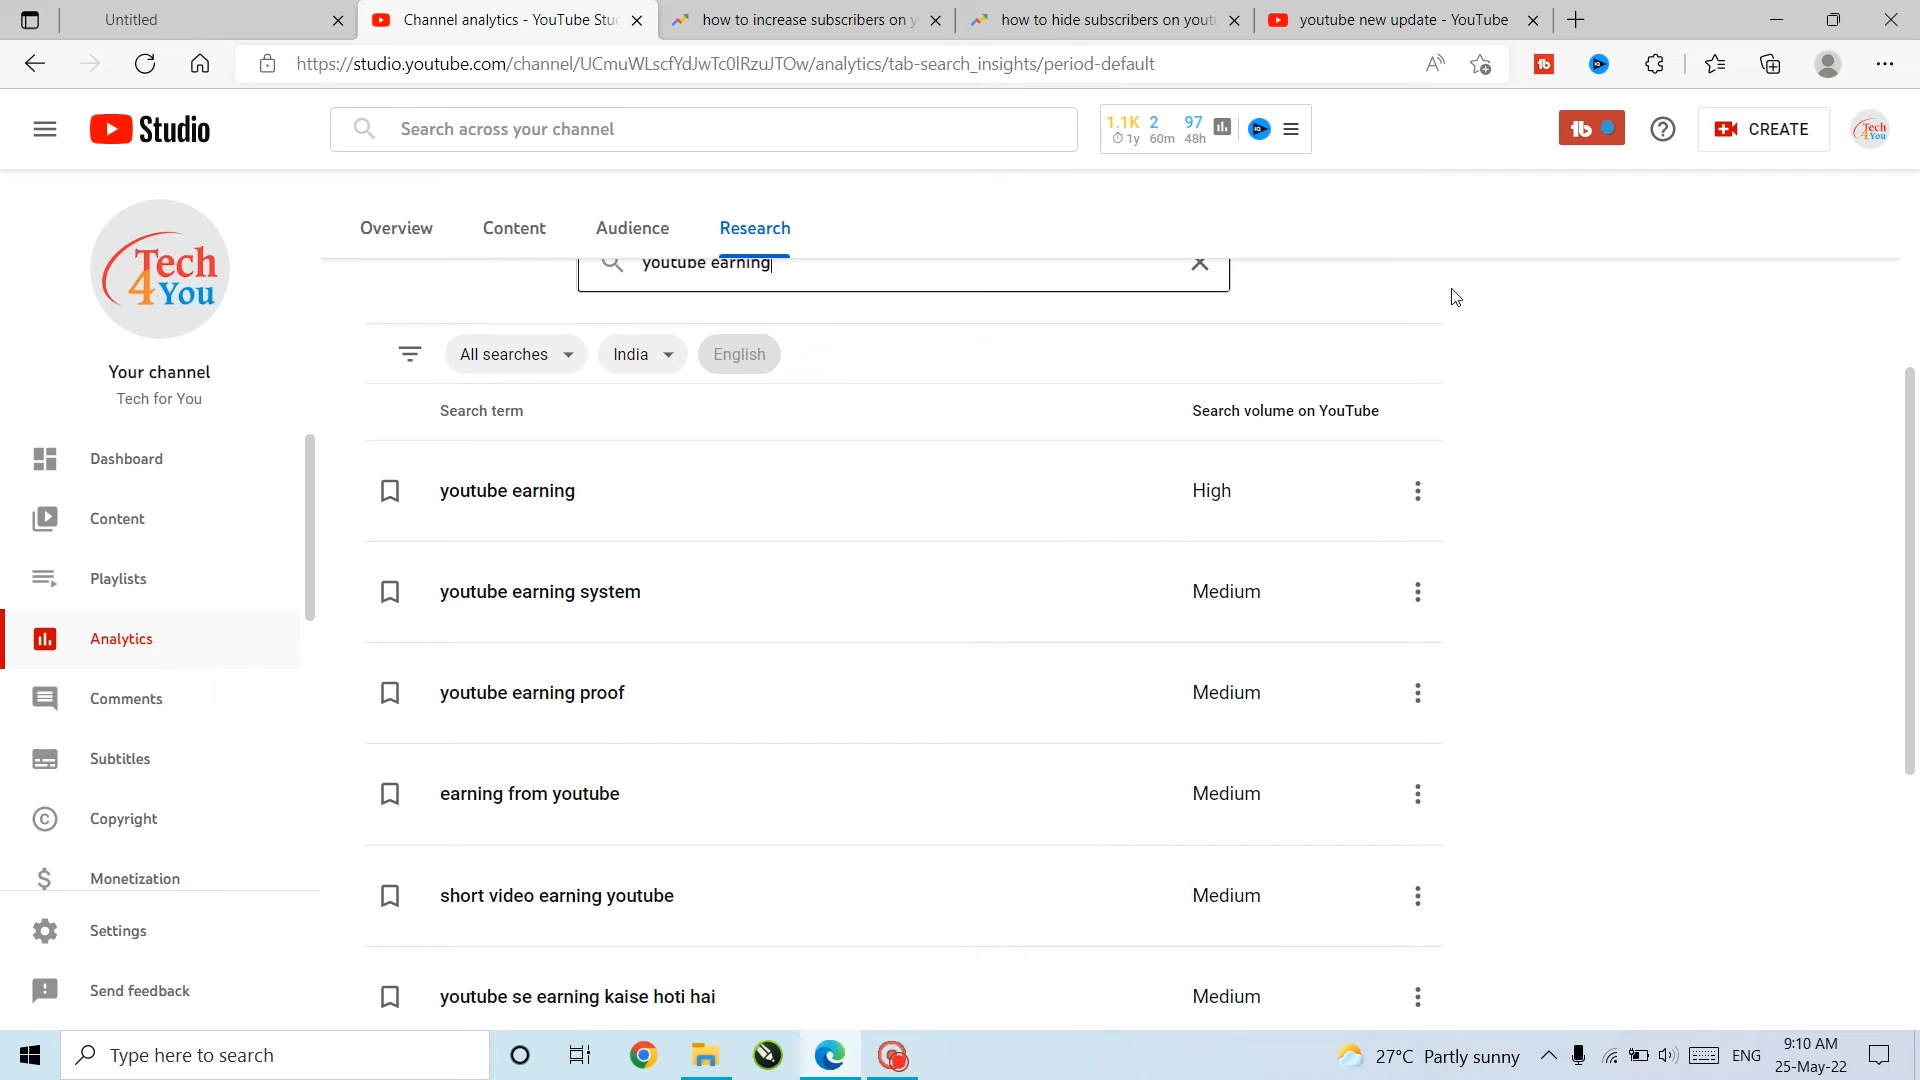 Untitled
Channel analytics - YouTube Stu
how to increase subscribers on y
how to hide subscribers on yout
youtube new update - YouTube
https://studio.youtube.com/channel/UCmuWLscfYdJwTc0lRzuJTOw/analytics/tab-search_insights/period-default
Studio
Search across your channel
1.1K 2 97
1y 60m 48h
CREATE
Tech
4You
Tech
4You
Overview
Content
Audience
Research
youtube earning
Your channel
Tech for You
All searches
India
English
Search term
Search volume on YouTube
Dashboard
Content
Playlists
Analytics
Comments
Subtitles
Copyright
Monetization
Settings
Send feedback
youtube earning High
youtube earning system Medium
youtube earning proof Medium
earning from youtube Medium
short video earning youtube Medium
youtube se earning kaise hoti hai Medium
Type here to search
27°C Partly sunny
ENG
9:10 AM
25-May-22